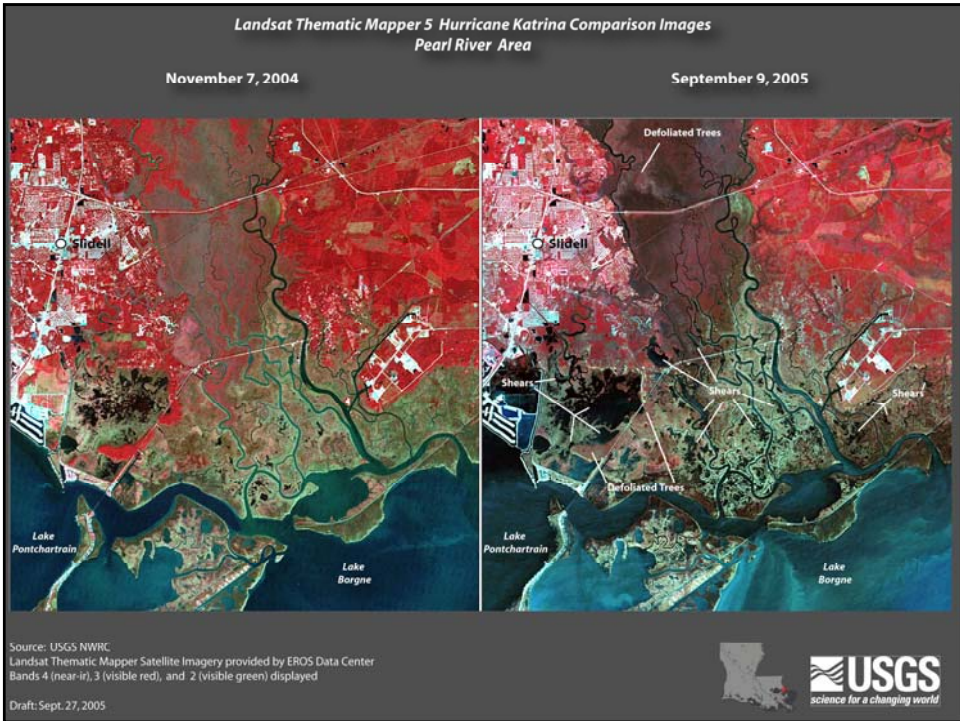 Landsat Thematic Mapper 5 Hurricane Katrina Comparison Images
Pearl River Area
November 7, 2004
September 9, 2005
Slidell
Lake
Pontchartrain
Lake
Borgne
Defoliated Trees
Slidell
Shears
Shears
Shears
Defoliated Trees
Lake
Pontchartrain
Lake
Borgne
Source: USGS NWRC
Landsat Thematic Mapper Satellite Imagery provided by EROS Data Center
Bands 4 (near-ir), 3 (visible red), and 2 (visible green) displayed
Draft: Sept. 27, 2005
USGS
science for a changing world